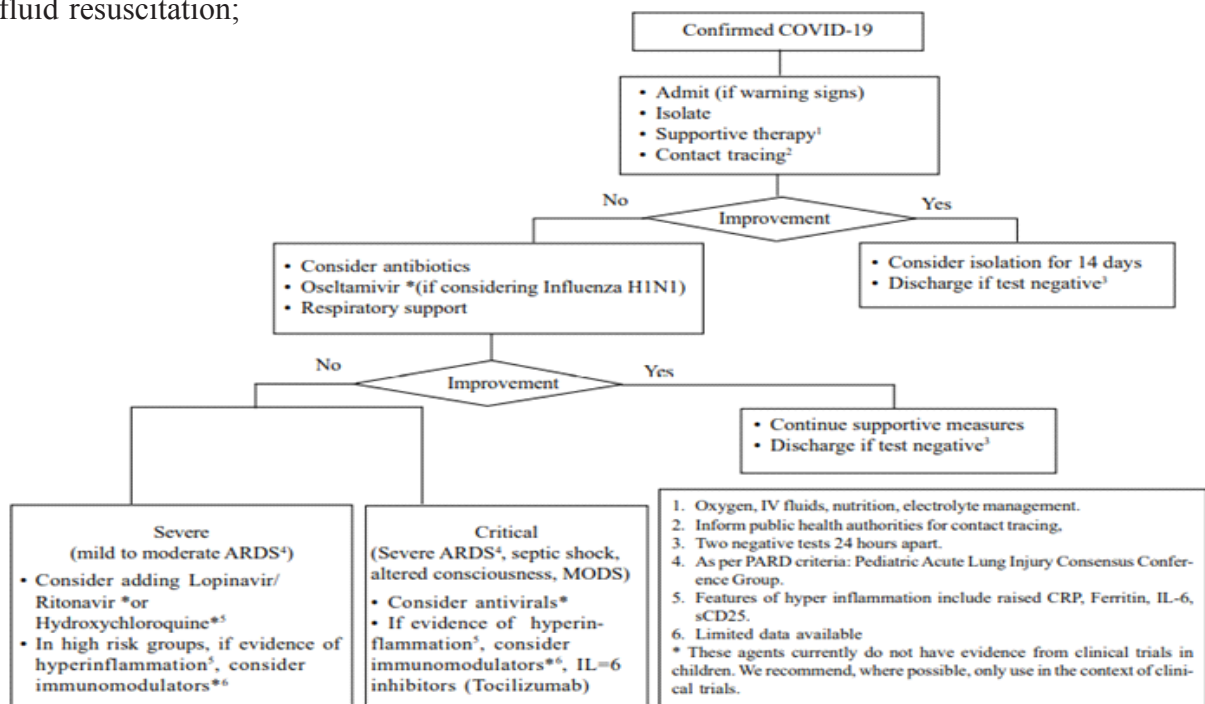 fluid resuscitation;
Confirmed COVID-19
• Admit (if warning signs)
• Isolate
• Supportive therapy¹
• Contact tracing²
No
Improvement
Yes
• Consider antibiotics
• Oseltamivir *(if considering Influenza H1N1)
• Respiratory support
• Consider isolation for 14 days
• Discharge if test negative³
No
Improvement
Yes
• Continue supportive measures
• Discharge if test negative³
Severe
(mild to moderate ARDS⁴)
• Consider adding Lopinavir/
Ritonavir *or
Hydroxychloroquine*⁵
• In high risk groups, if evidence of
hyperinflammation⁵, consider
immunomodulators*⁶
Critical
(Severe ARDS⁴, septic shock,
altered consciousness, MODS)
• Consider antivirals*
• If evidence of hyperin-
flammation⁵, consider
immunomodulators*⁶, IL=6
inhibitors (Tocilizumab)
1. Oxygen, IV fluids, nutrition, electrolyte management.
2. Inform public health authorities for contact tracing,
3. Two negative tests 24 hours apart.
4. As per PARD criteria: Pediatric Acute Lung Injury Consensus Confer-
ence Group.
5. Features of hyper inflammation include raised CRP, Ferritin, IL-6,
sCD25.
6. Limited data available
* These agents currently do not have evidence from clinical trials in
children. We recommend, where possible, only use in the context of clini-
cal trials.